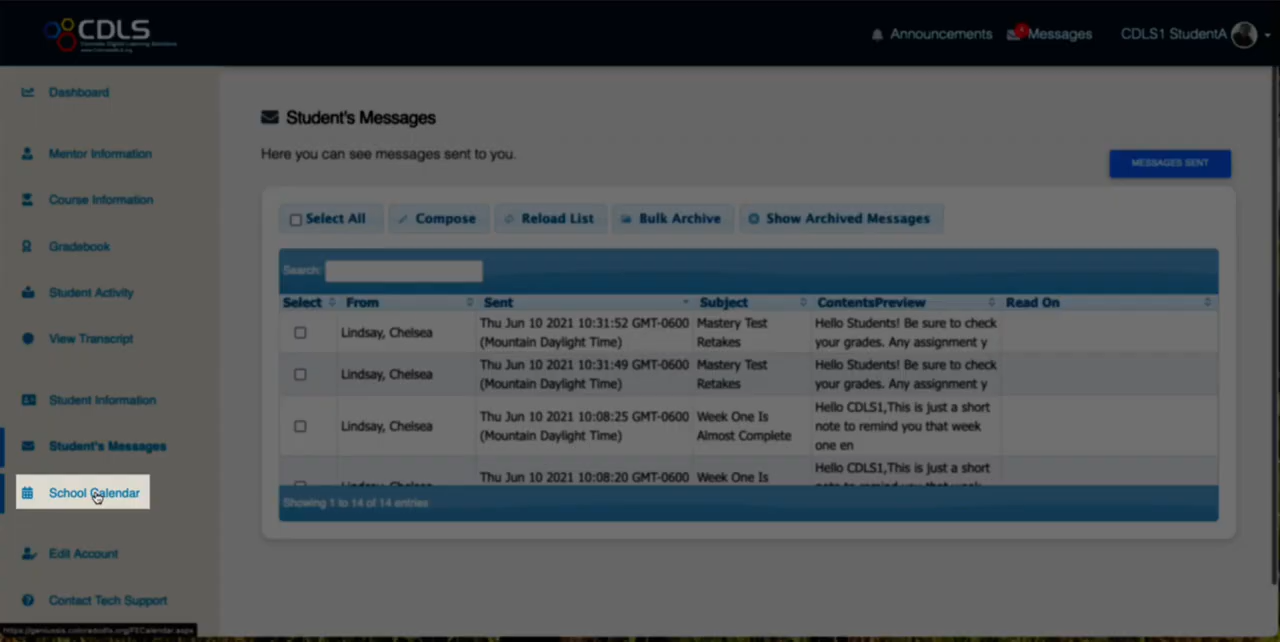 CDLS
Announcements
Messages
CDLS1 StudentA
Dashboard
Mentor Information
Course Information
Gradebook
Student Activity
View Transcript
Student Information
Student's Messages
School Calendar
Edit Account
Contact Tech Support
Student's Messages
Here you can see messages sent to you.
MESSAGES SENT
Select All
Compose
Reload List
Bulk Archive
Show Archived Messages
Search:
Select From Sent Subject ContentsPreview Read On
Lindsay, Chelsea
Thu Jun 10 2021 10:31:52 GMT-0600
(Mountain Daylight Time)
Mastery Test
Retakes
Hello Students! Be sure to check
your grades. Any assignment y
Lindsay, Chelsea
Thu Jun 10 2021 10:31:49 GMT-0600
(Mountain Daylight Time)
Mastery Test
Retakes
Hello Students! Be sure to check
your grades. Any assignment y
Lindsay, Chelsea
Thu Jun 10 2021 10:08:25 GMT-0600
(Mountain Daylight Time)
Week One Is
Almost Complete
Hello CDLS1,This is just a short
note to remind you that week
one en
Lindsay, Chelsea
Thu Jun 10 2021 10:08:20 GMT-0600
Week One Is
Hello CDLS1,This is just a short
note to remind you that week
Showing 1 to 14 of 14 entries